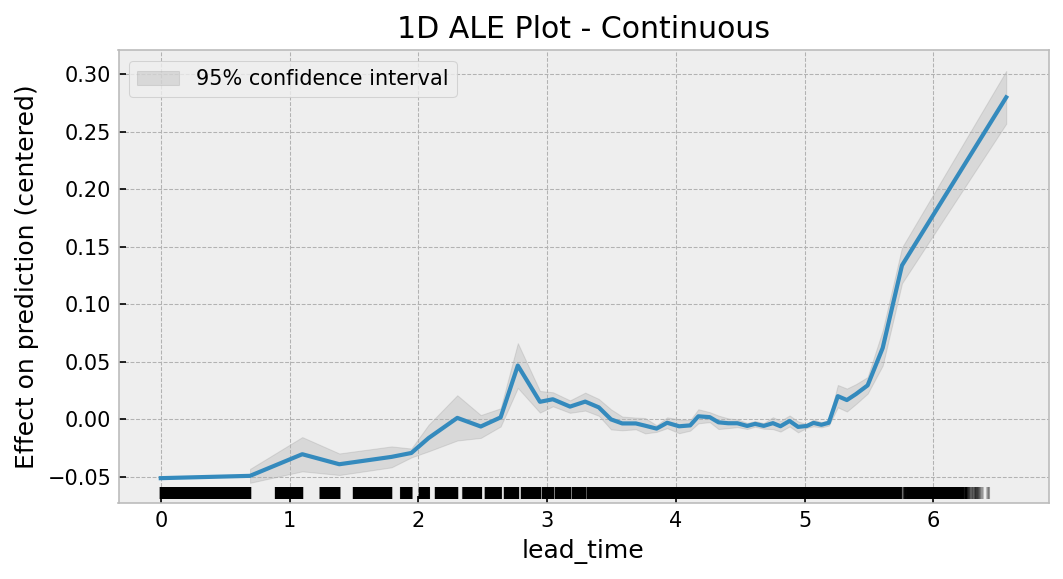 1D ALE Plot - Continuous
95% confidence interval
Effect on prediction (centered)
0.30
0.25
0.20
0.15
0.10
0.05
0.00
−0.05
0 1 2 3 4 5 6
lead_time